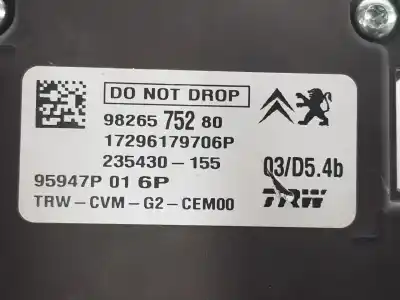 DO NOT DROP
98265 752 80
17296179706P
235430-155
03/D5.4b
95947P 01 6P
TRW-CVM-G2-CEM00
TRW